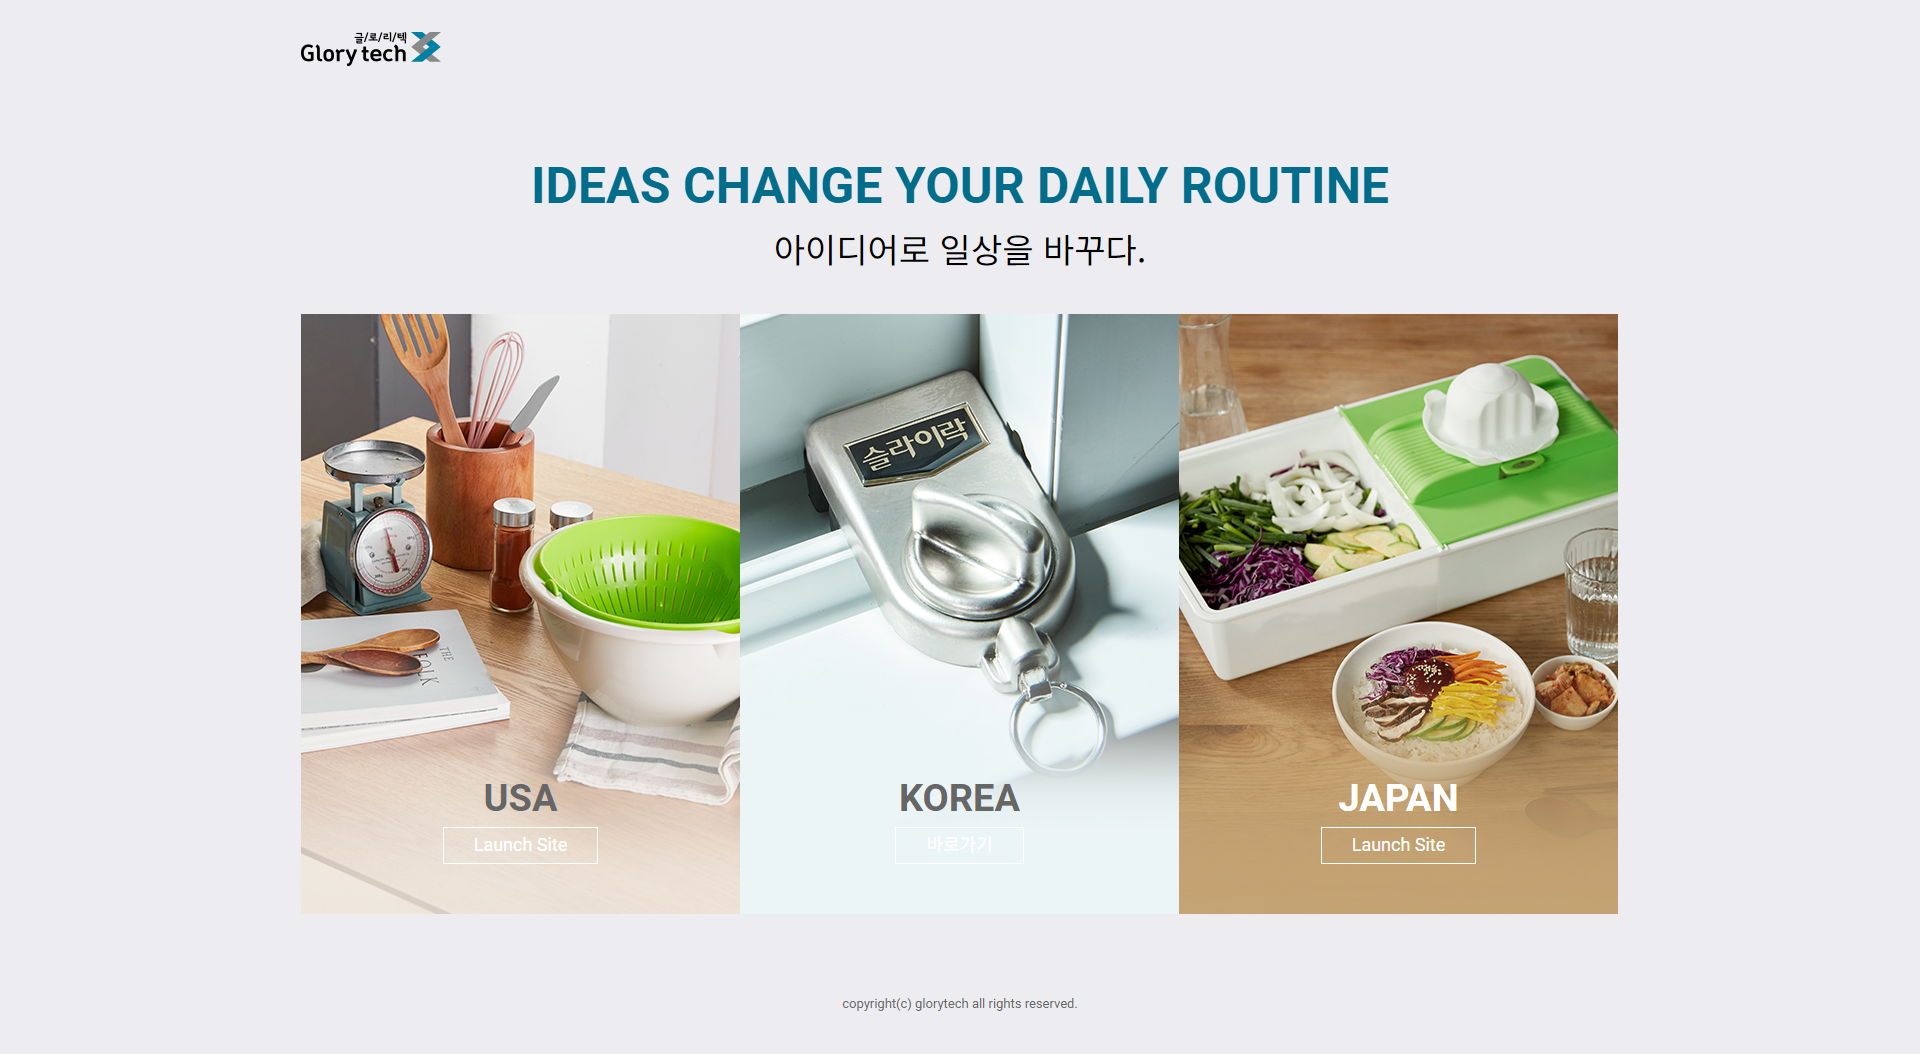 글/로/리/텍
Glory tech
IDEAS CHANGE YOUR DAILY ROUTINE
아이디어로 일상을 바꾸다.
슬라이락
THE
FOLK
USA
KOREA
JAPAN
Launch Site
바로가기
Launch Site
copyright(c) glorytech all rights reserved.